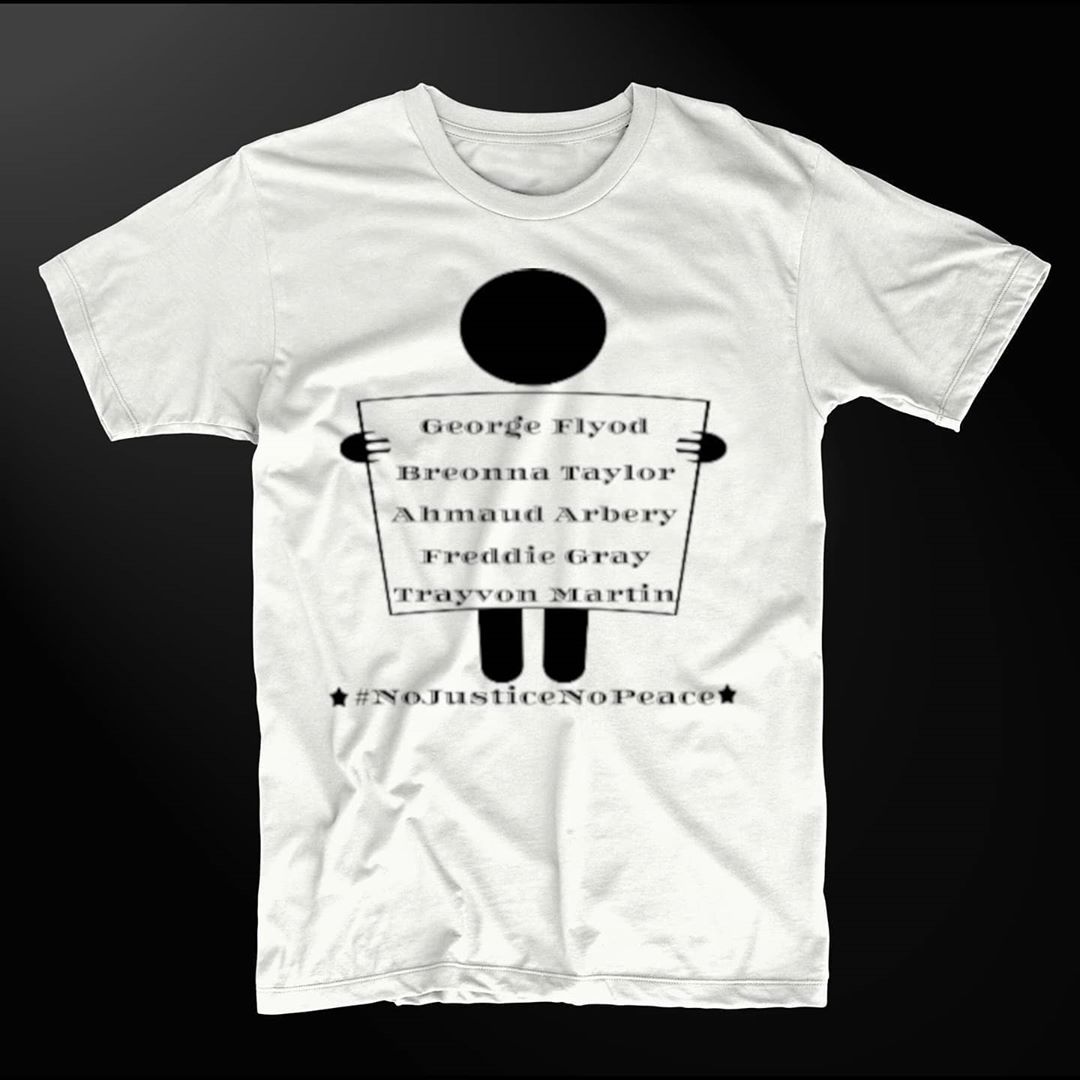 George Flyod
Breonna Taylor
Ahmaud Arbery
Freddie Gray
Trayvon Martin
★#NoJusticeNoPeace★